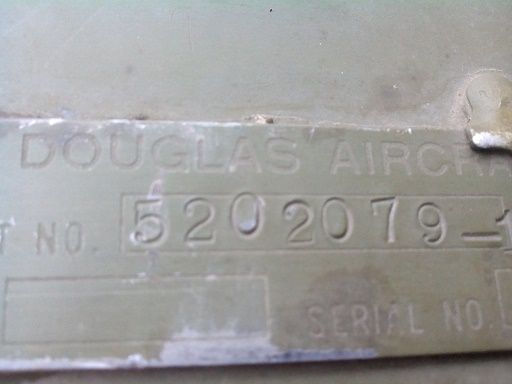 DOUGLAS AIRCRA
T NO. 5202079-1
SERIAL NO.